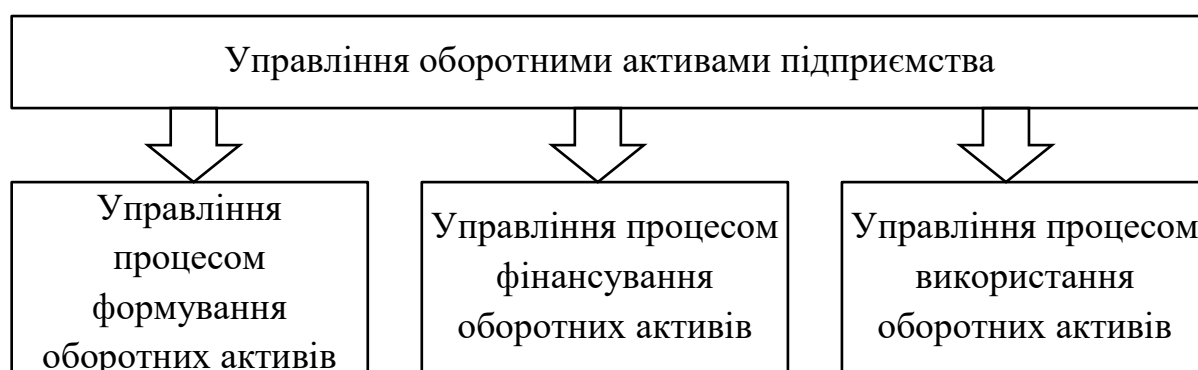 Управління оборотними активами підприємства
Управління
процесом
формування
оборотних активів
Управління процесом
фінансування
оборотних активів
Управління процесом
використання
оборотних активів